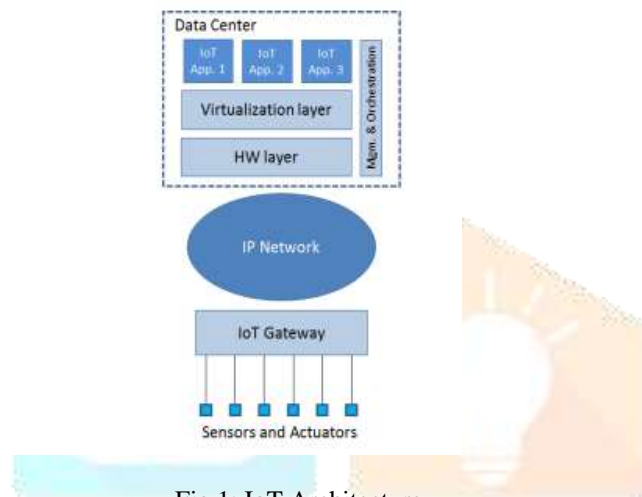 Data Center
IoT App. 1
IoT App. 2
IoT App. 3
Virtualization layer
HW layer
Mgm. & Orchestration
IP Network
IoT Gateway
Sensors and Actuators
Fig 1: IoT Architecture